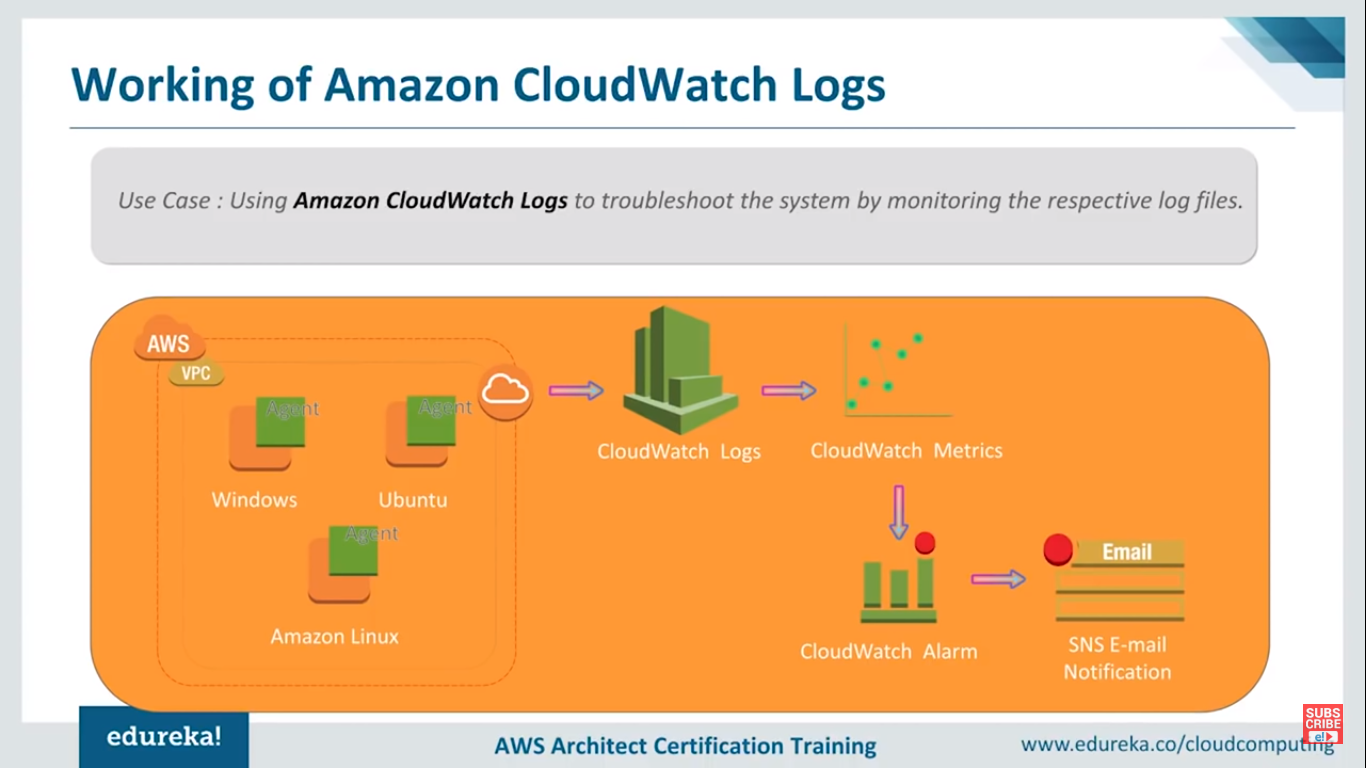 Working of Amazon CloudWatch Logs
Use Case : Using Amazon CloudWatch Logs to troubleshoot the system by monitoring the respective log files.
AWS
VPC
Agent
Agent
Windows
Ubuntu
Agent
Amazon Linux
CloudWatch Logs
CloudWatch Metrics
CloudWatch Alarm
Email
SNS E-mail
Notification
edureka!
AWS Architect Certification Training
www.edureka.co/cloudcomputing
SUBS
CRIBE
e!